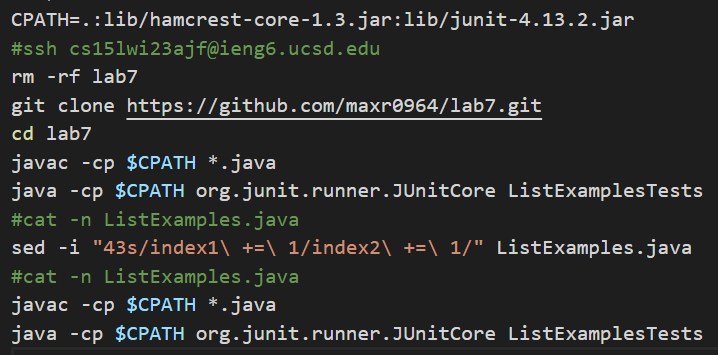 CPATH=.:lib/hamcrest-core-1.3.jar:lib/junit-4.13.2.jar
#ssh cs15lwi23ajf@ieng6.ucsd.edu
rm -rf lab7
git clone https://github.com/maxr0964/lab7.git
cd lab7
javac -cp $CPATH *.java
java -cp $CPATH org.junit.runner.JUnitCore ListExamplesTests
#cat -n ListExamples.java
sed -i "43s/index1\ +=\ 1/index2\ +=\ 1/" ListExamples.java
#cat -n ListExamples.java
javac -cp $CPATH *.java
java -cp $CPATH org.junit.runner.JUnitCore ListExamplesTests